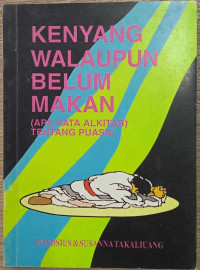 KENYANG
WALAUPUN
BELUM
MAKAN
(APA KATA ALKITAB
TENTANG PUASA)
& SUSANNA TAKALIUANG